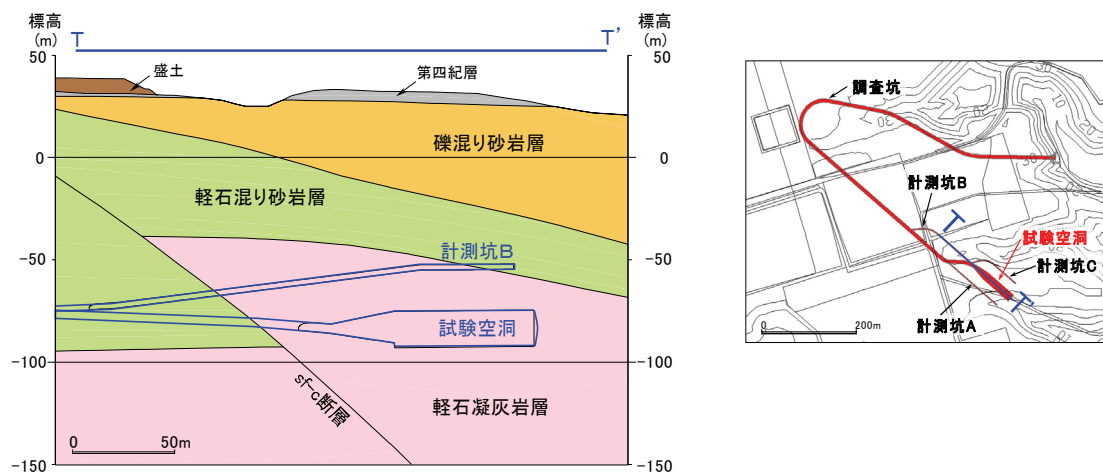 標高
(m)
T
T'
標高
(m)
50
50
盛土
第四紀層
礫混り砂岩層
0
0
軽石混り砂岩層
計測坑B
-50
-50
試験空洞
-100
-100
sf-c断層
軽石凝灰岩層
0
50m
-150
-150
調査坑
30
30
30
計測坑B
T
試験空洞
計測坑C
T'
計測坑A
0
200m